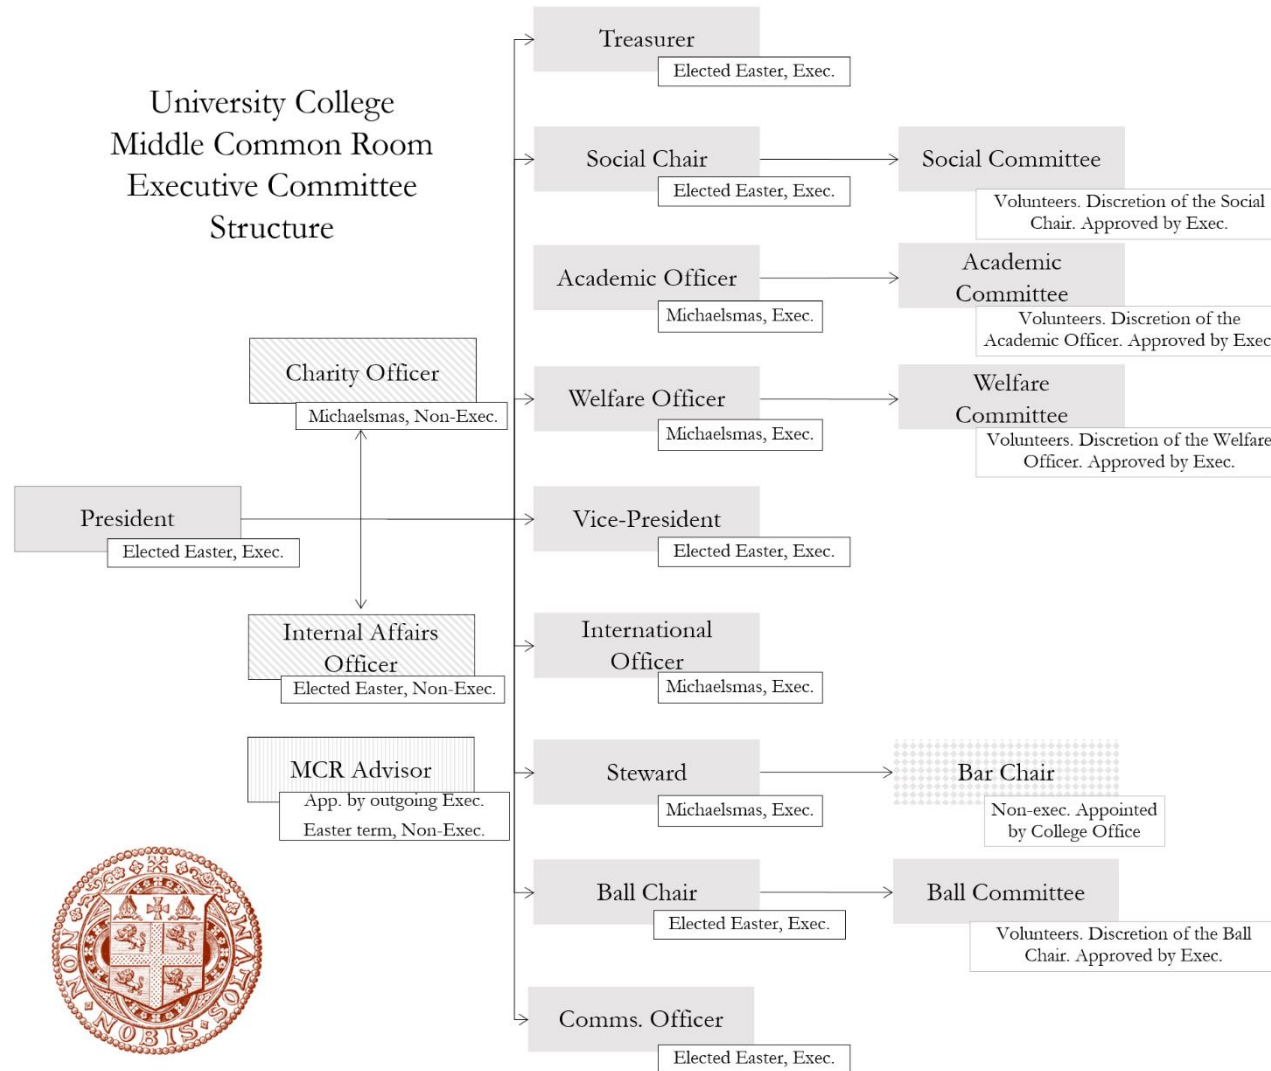 University College
Middle Common Room
Executive Committee
Structure
Treasurer
Elected Easter, Exec.
Social Chair
Elected Easter, Exec.
Social Committee
Volunteers. Discretion of the Social
Chair. Approved by Exec.
Academic Officer
Michaelsmas, Exec.
Academic
Committee
Volunteers. Discretion of the
Academic Officer. Approved by Exec
Charity Officer
Michaelsmas, Non-Exec.
Welfare Officer
Michaelsmas, Exec.
Welfare
Committee
Volunteers. Discretion of the Welfare
Officer. Approved by Exec.
President
Elected Easter, Exec.
Vice-President
Elected Easter, Exec.
Internal Affairs
Officer
Elected Easter, Non-Exec.
International
Officer
Michaelsmas, Exec.
MCR Advisor
App. by outgoing Exec.
Easter term, Non-Exec.
Steward
Michaelsmas, Exec.
Bar Chair
Non-exec. Appointed
by College Office
Ball Chair
Elected Easter, Exec.
Ball Committee
Volunteers. Discretion of the Ball
Chair. Approved by Exec.
Comms. Officer
Elected Easter, Exec.
NON NOBIS SVM MATOS